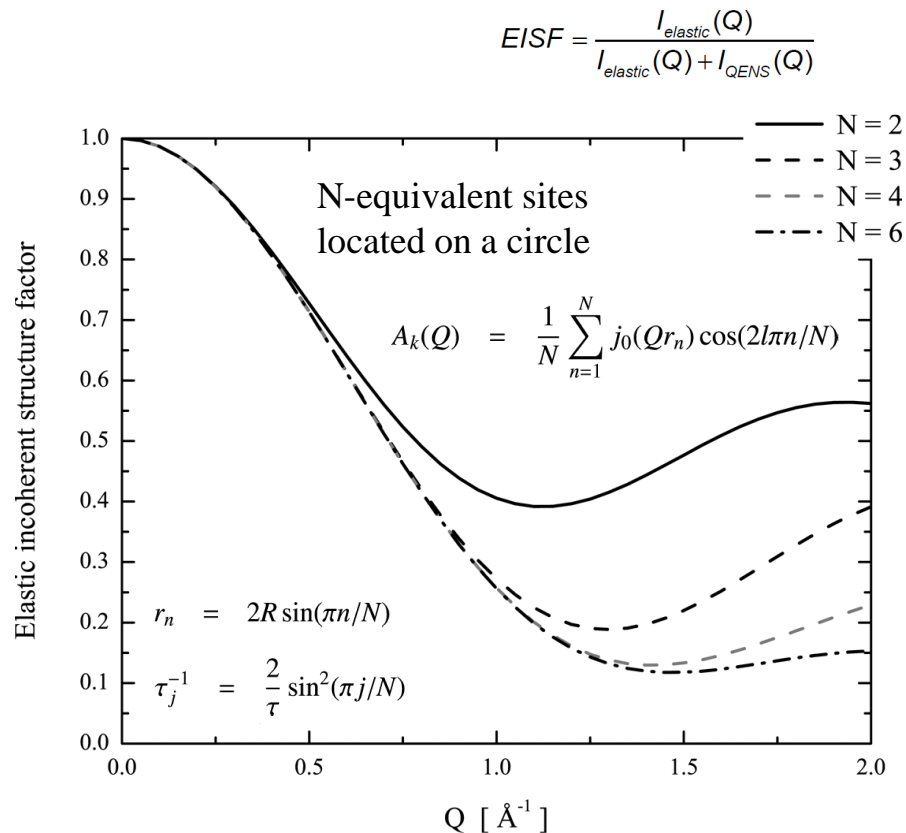 EISF = I_elastic(Q) / (I_elastic(Q) + I_QENS(Q))
N = 2
N = 3
N = 4
N = 6
N-equivalent sites
located on a circle
A_k(Q) = 1/N ∑_{n=1}^{N} j_0(Qr_n) cos(2lπn/N)
r_n = 2R sin(πn/N)
τ_j^{-1} = 2/τ sin^2(πj/N)
Elastic incoherent structure factor
1.0
0.9
0.8
0.7
0.6
0.5
0.4
0.3
0.2
0.1
0.0
0.0 0.5 1.0 1.5 2.0
Q [ Å^{-1} ]